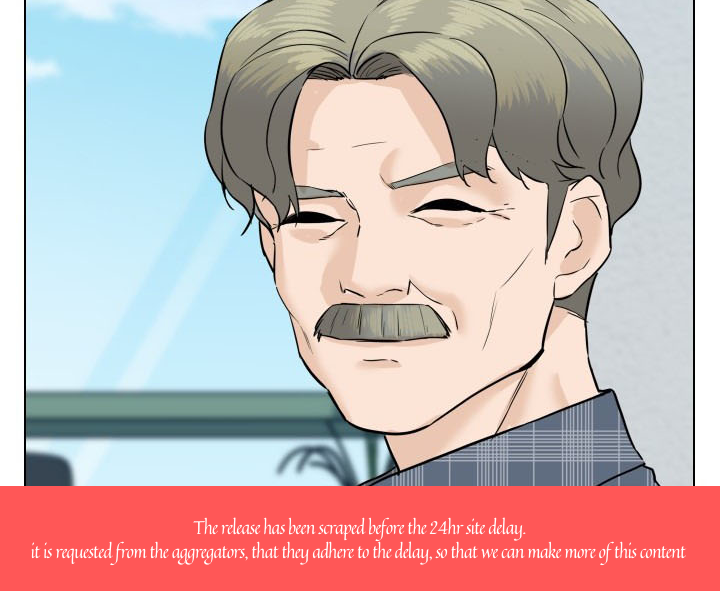 The release has been scraped before the 24hr site delay.
it is requested from the aggregators, that they adhere to the delay, so that we can make more of this content